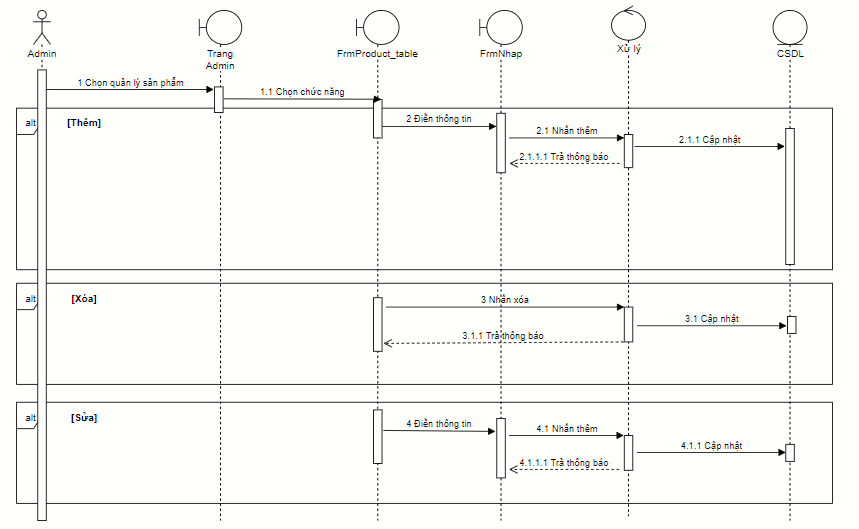 Admin
Trang
Admin
FrmProduct_table
FrmNhap
Xử lý
CSDL
1 Chọn quản lý sản phẩm
1.1 Chọn chức năng
alt
[Thêm]
2 Điền thông tin
2.1 Nhấn thêm
2.1.1 Cập nhật
2.1.1.1 Trả thông báo
alt
[Xóa]
3 Nhấn xóa
3.1 Cập nhật
3.1.1 Trả thông báo
alt
[Sửa]
4 Điền thông tin
4.1 Nhấn thêm
4.1.1 Cập nhật
4.1.1.1 Trả thông báo